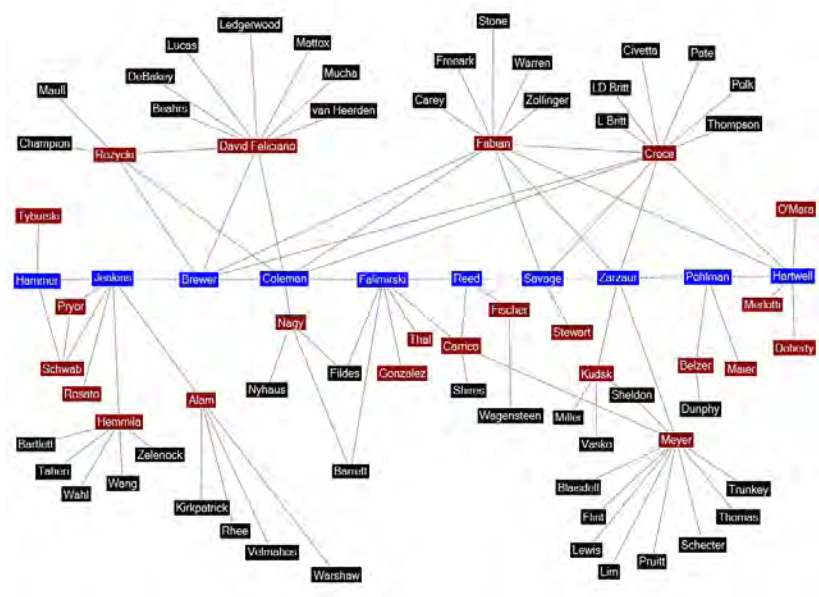 Stone
Ledgerwood
Lucas
Mattox
Civetta
Pate
Freeark
Warren
DeBakey
Mucha
LD Britt
Polk
Maull
Beahrs
van Heerden
Carey
Zollinger
L Britt
Thompson
Champion
Rozycki
David Feliciano
Fabian
Croce
Tyburski
O'Mara
Hammer
Jenkins
Brewer
Coleman
Falimirski
Reed
Savage
Zarzaur
Pohlman
Hartwell
Pryor
Fischer
Merlotti
Nagy
Stewart
Thal
Carrico
Doherty
Schwab
Fildes
Gonzalez
Kudsk
Belzer
Maier
Rosato
Alam
Nyhaus
Shires
Sheldon
Wagensteen
Miller
Dunphy
Hemmila
Bartlett
Zelenock
Vasko
Meyer
Tahen
Wang
Barrett
Wahl
Blaisdell
Trunkey
Kirkpatrick
Flint
Thomas
Rhee
Velmahos
Lewis
Schecter
Warshaw
Lim
Pruitt